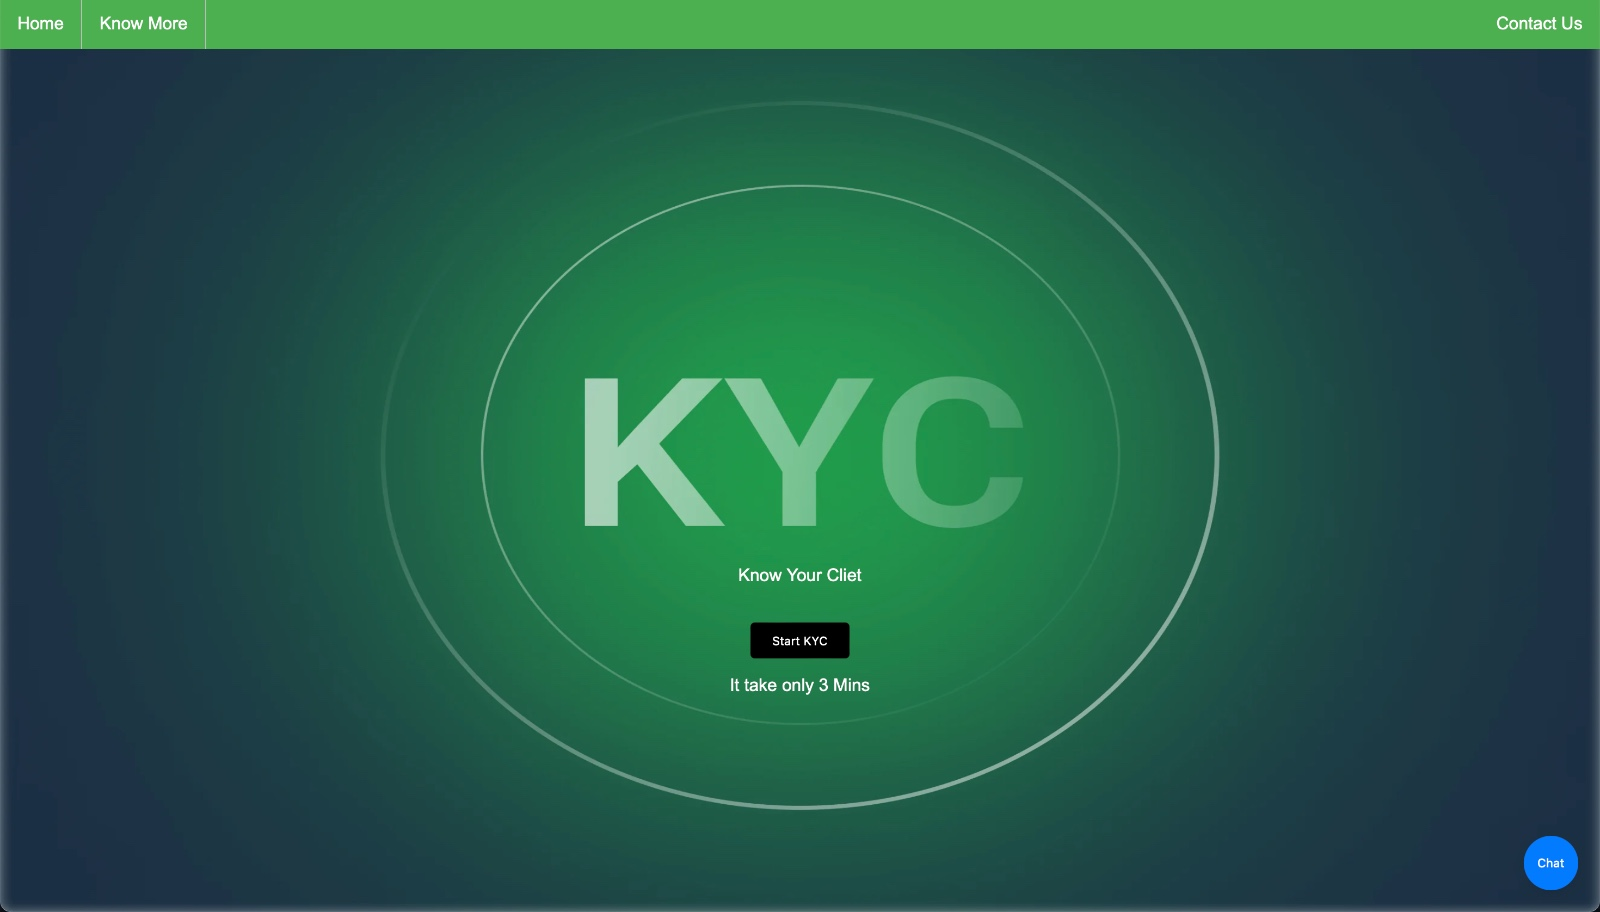 Home Know More Contact Us
KYC
Know Your Cliet
Start KYC
It take only 3 Mins
Chat